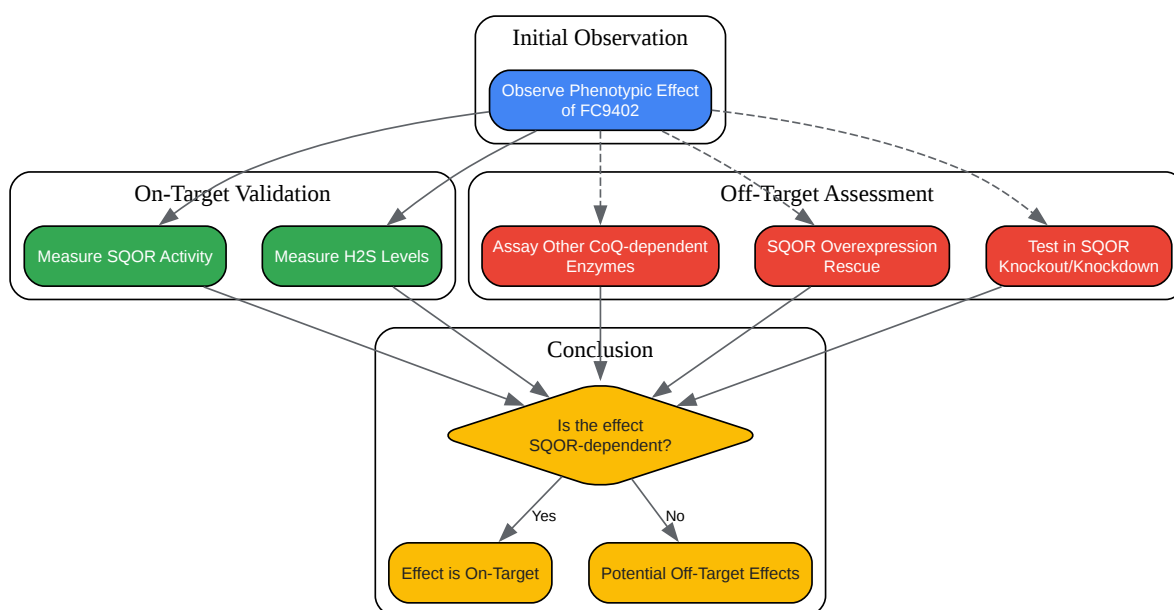 Initial Observation
Observe Phenotypic Effect
of FC9402
On-Target Validation
Off-Target Assessment
Measure SQOR Activity
Measure H2S Levels
Assay Other CoQ-dependent
Enzymes
SQOR Overexpression
Rescue
Test in SQOR
Knockout/Knockdown
Conclusion
Is the effect
SQOR-dependent?
Yes
No
Effect is On-Target
Potential Off-Target Effects